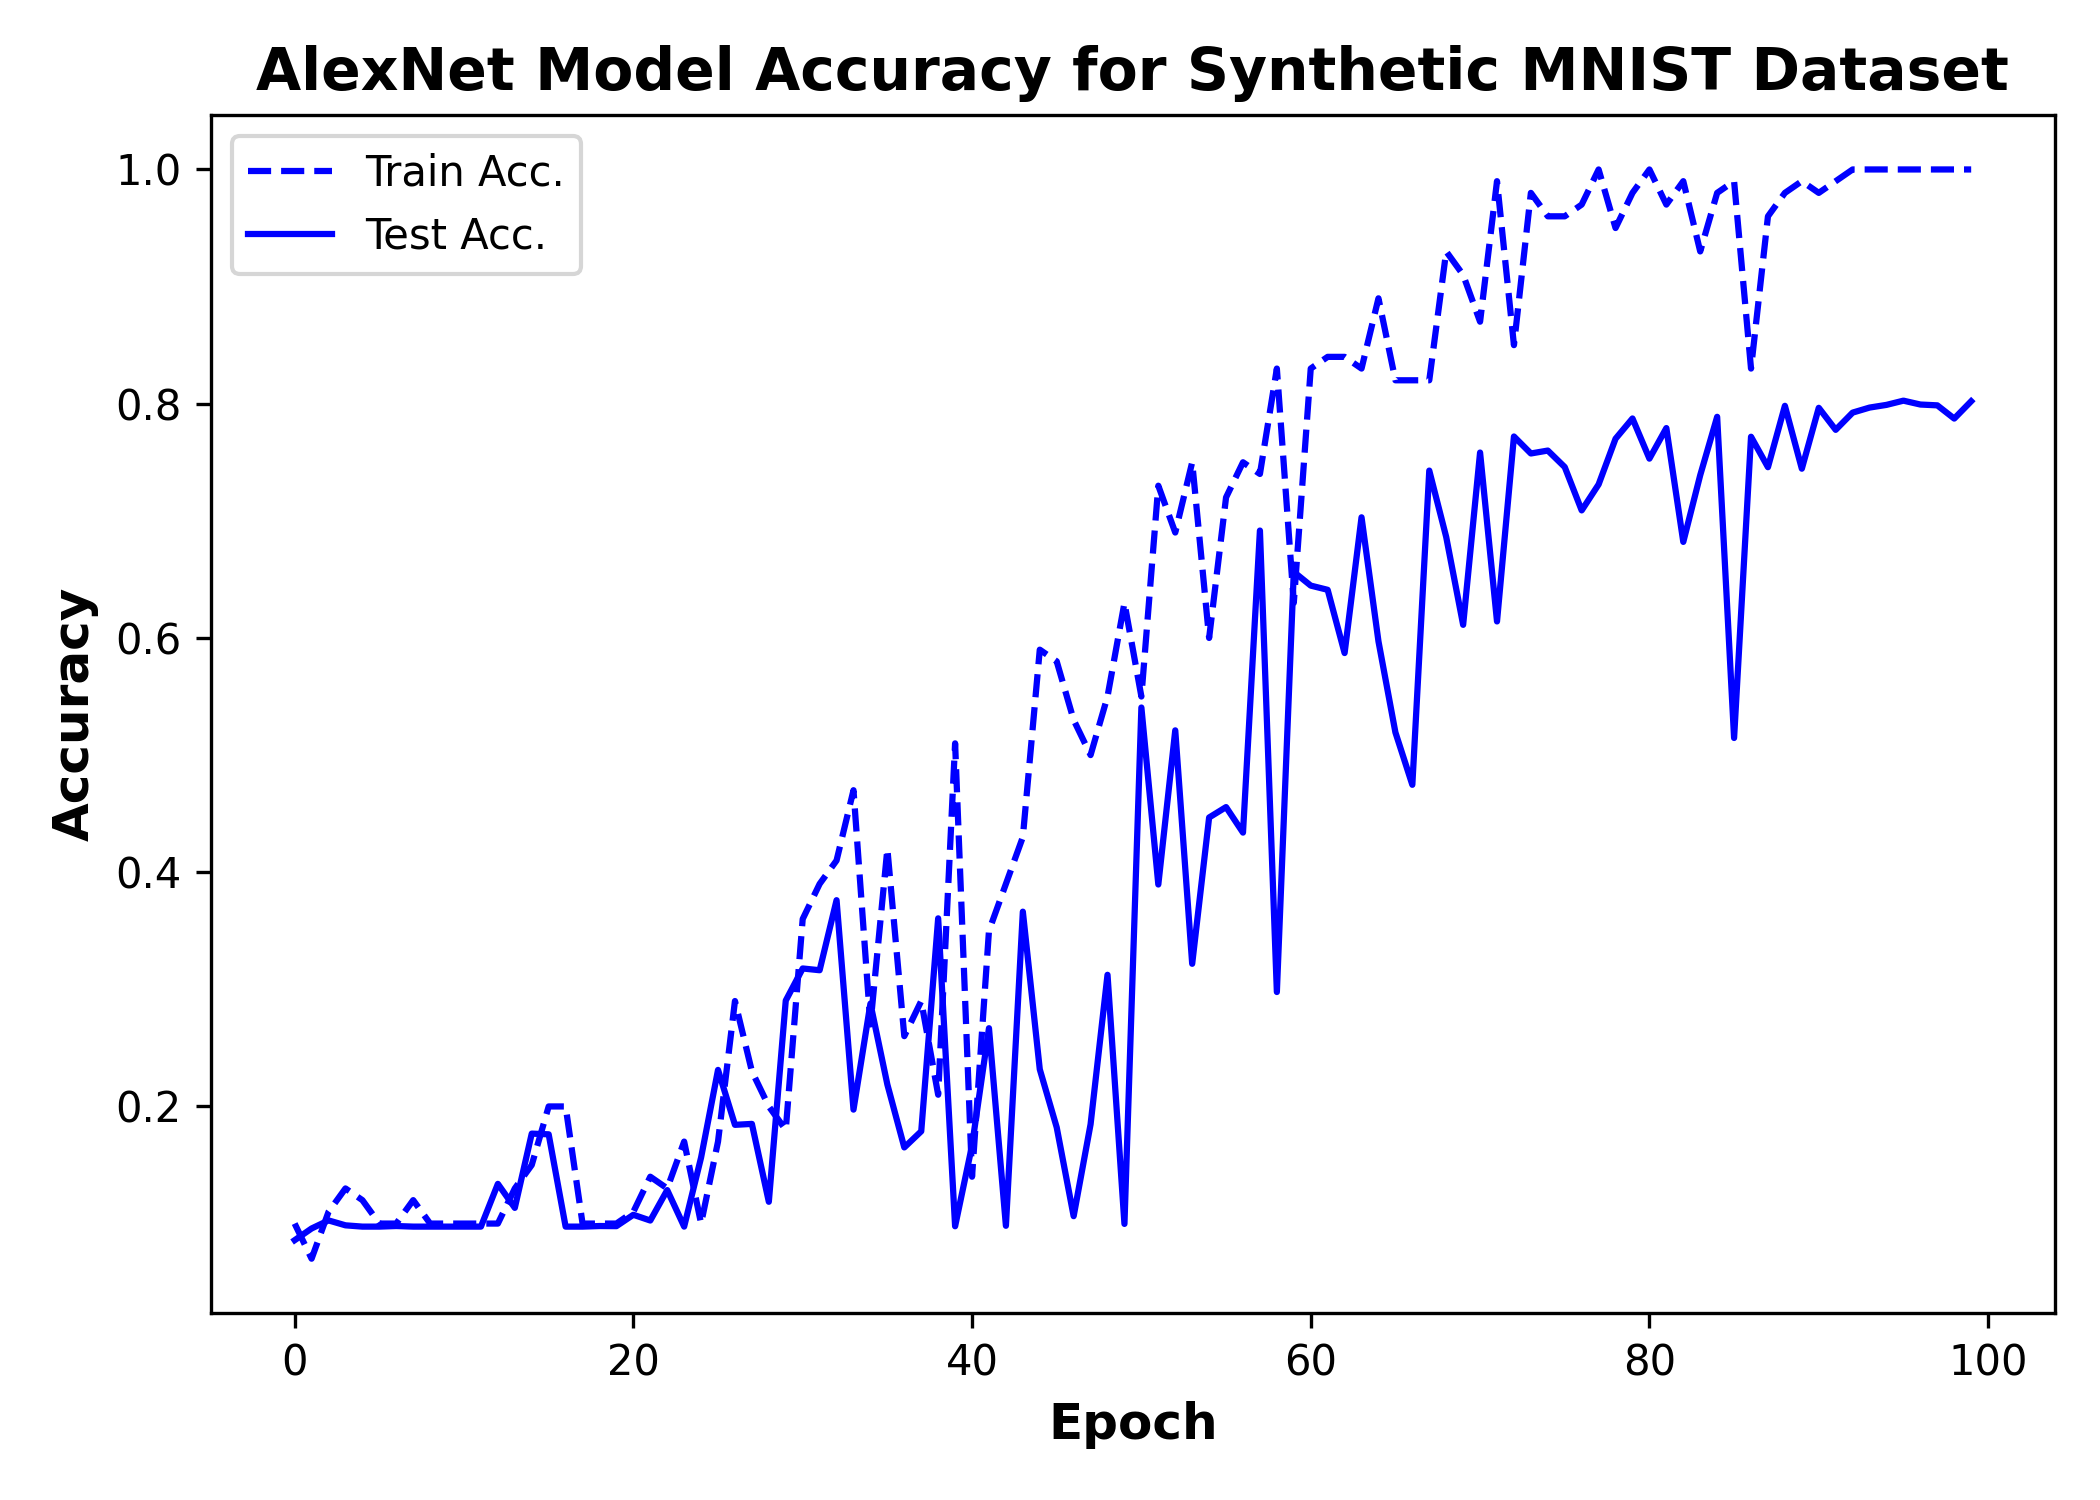 AlexNet Model Accuracy for Synthetic MNIST Dataset
Train Acc.
Test Acc.
1.0
0.8
0.6
0.4
0.2
Accuracy
0 20 40 60 80 100
Epoch